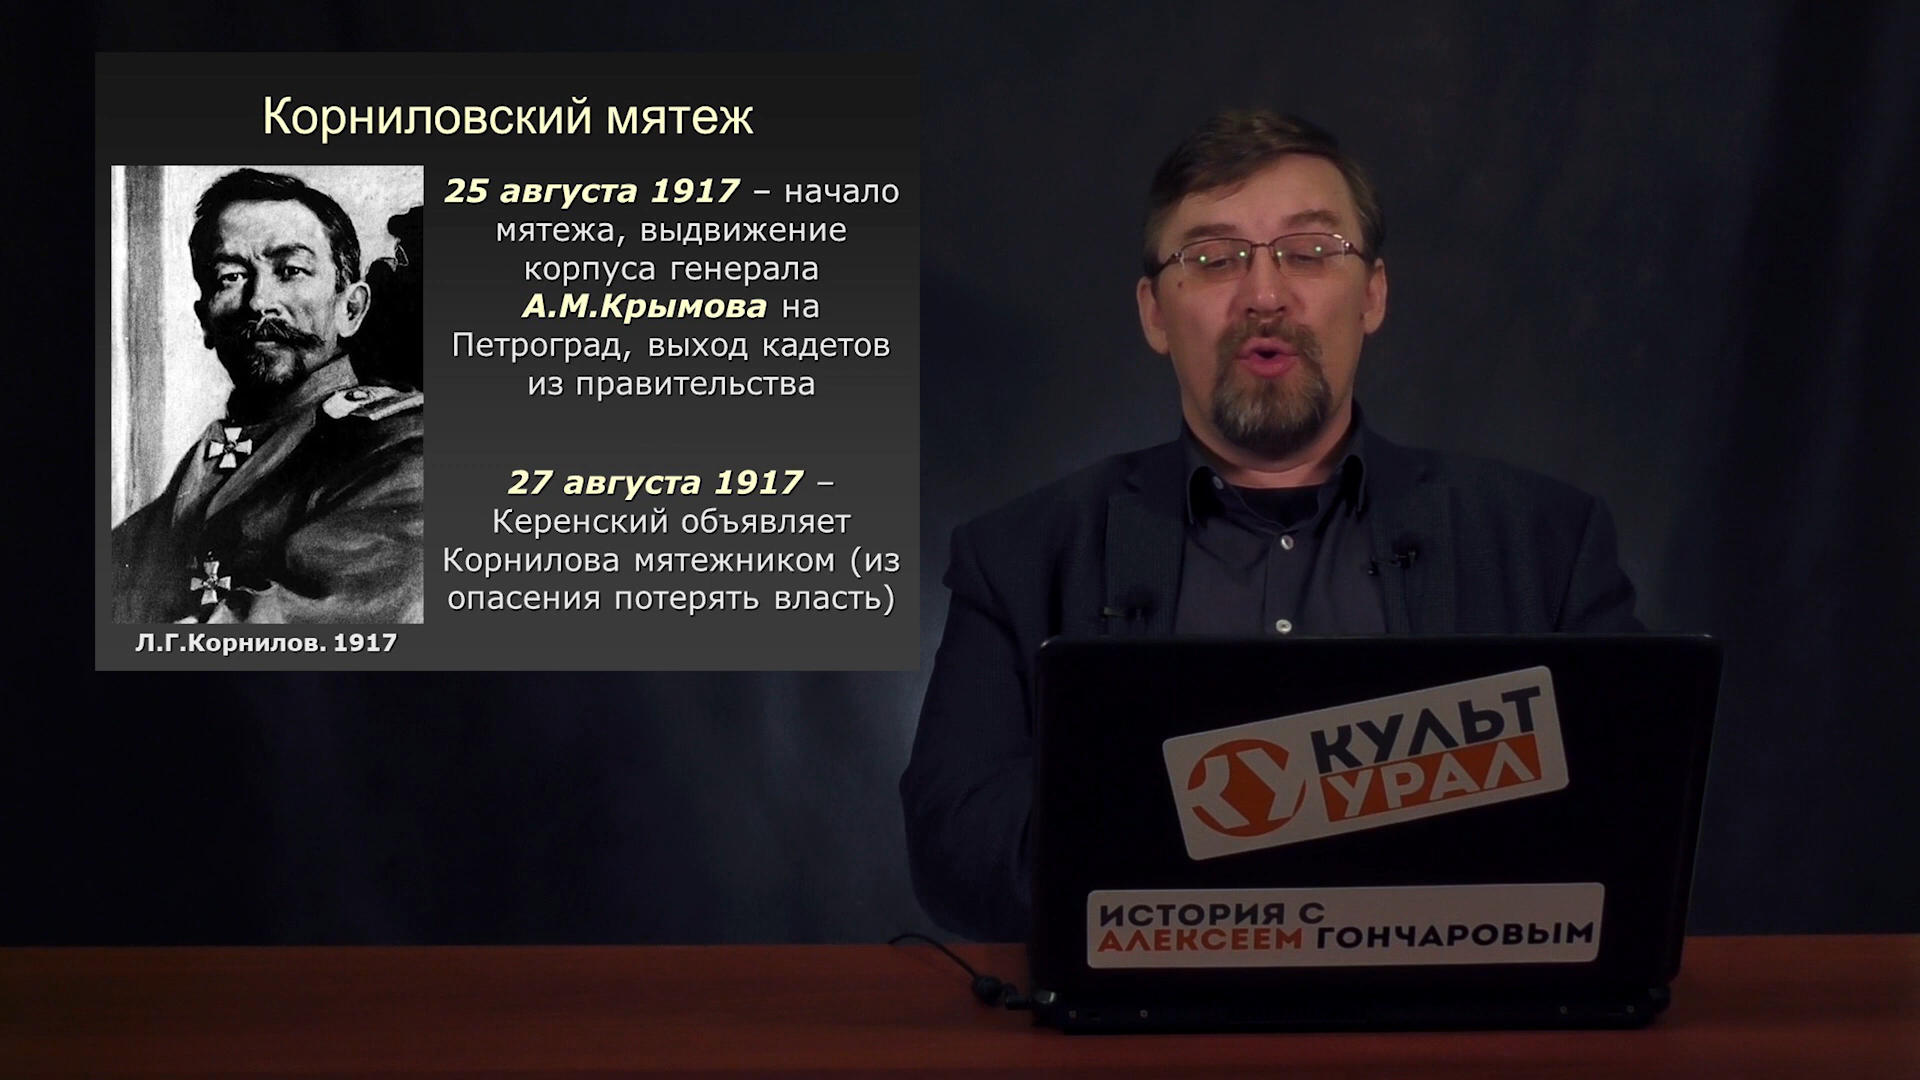 Корниловский мятеж
25 августа 1917 – начало
мятежа, выдвижение
корпуса генерала
А.М.Крымова на
Петроград, выход кадетов
из правительства
27 августа 1917 –
Керенский объявляет
Корнилова мятежником (из
опасения потерять власть)
Л.Г.Корнилов. 1917
КУ КУЛЬТ
УРАЛ
ИСТОРИЯ С
АЛЕКСЕЕМ ГОНЧАРОВЫМ